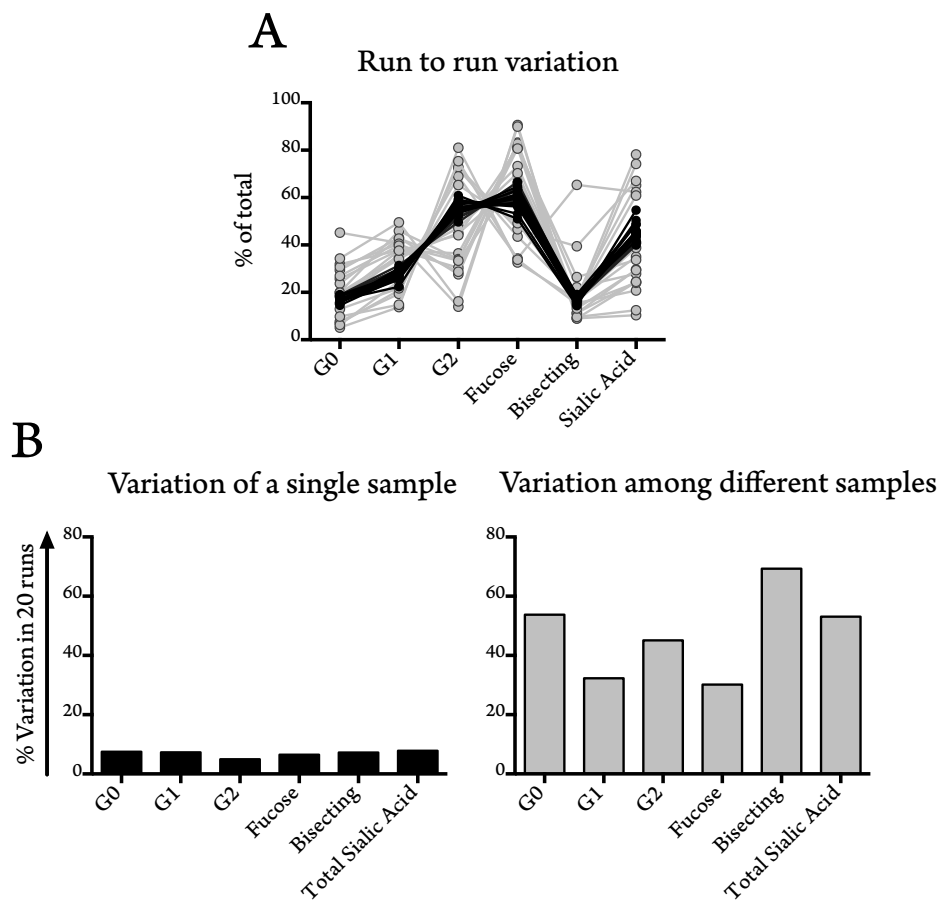 A
Run to run variation
% of total
100
80
60
40
20
0
G0
G1
G2
Fucose
Bisecting
Sialic Acid
B
Variation of a single sample
% Variation in 20 runs
80
60
40
20
0
G0
G1
G2
Fucose
Bisecting
Total Sialic Acid
Variation among different samples
80
60
40
20
0
G0
G1
G2
Fucose
Bisecting
Total Sialic Acid